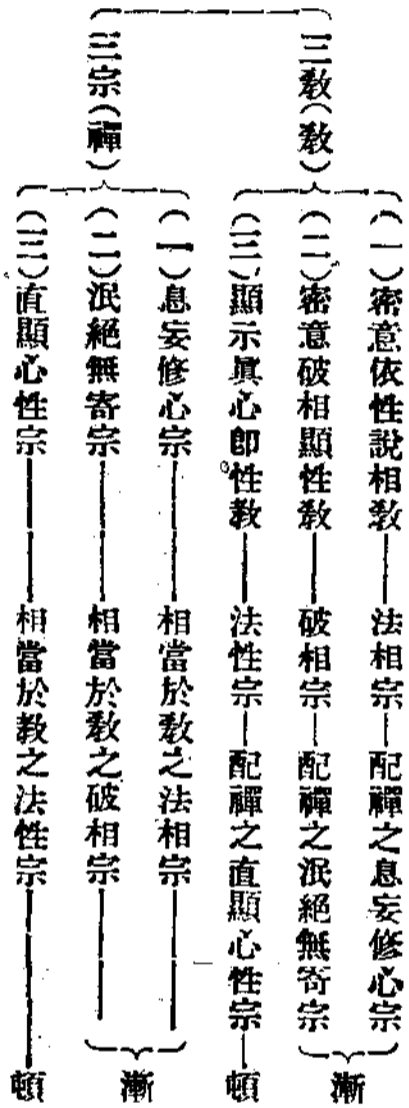 三教(教)
(一)密意依性說相教——法相宗—配禪之息妄修心宗
(二)密意破相顯性教——破相宗—配禪之泯絕無寄宗
漸
(三)顯示眞心卽性教——法性宗—配禪之直顯心性宗—頓
三宗(禪)
(一)息妄修心宗————相當於教之法相宗————
(二)泯絕無寄宗————相當於教之破相宗————
漸
(三)直顯心性宗————相當於教之法性宗————頓